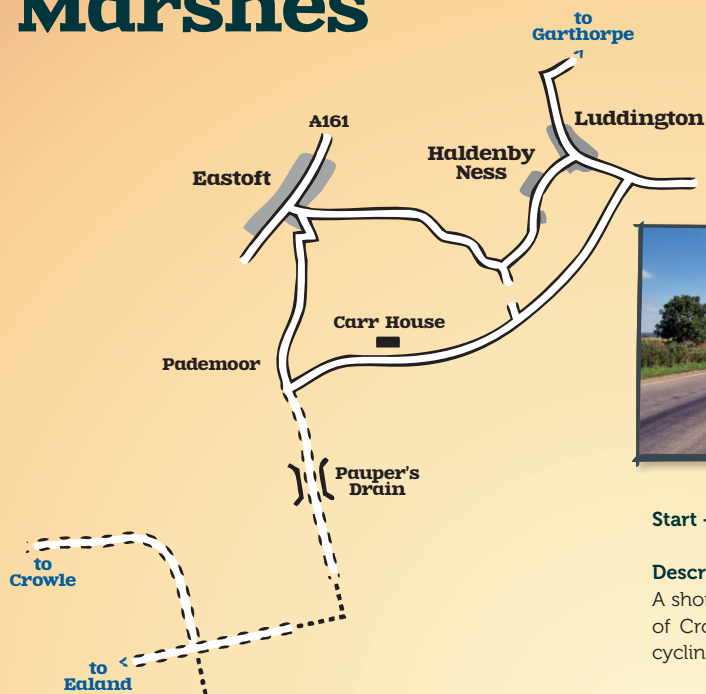 Marshes
to
Garthorpe
A161
Luddington
Haldenby
Ness
Eastoft
Carr House
Pademoor
Pauper's
Drain
Start
Descr
A shor
of Cro
cyclin
to
Crowle
to
Ealand